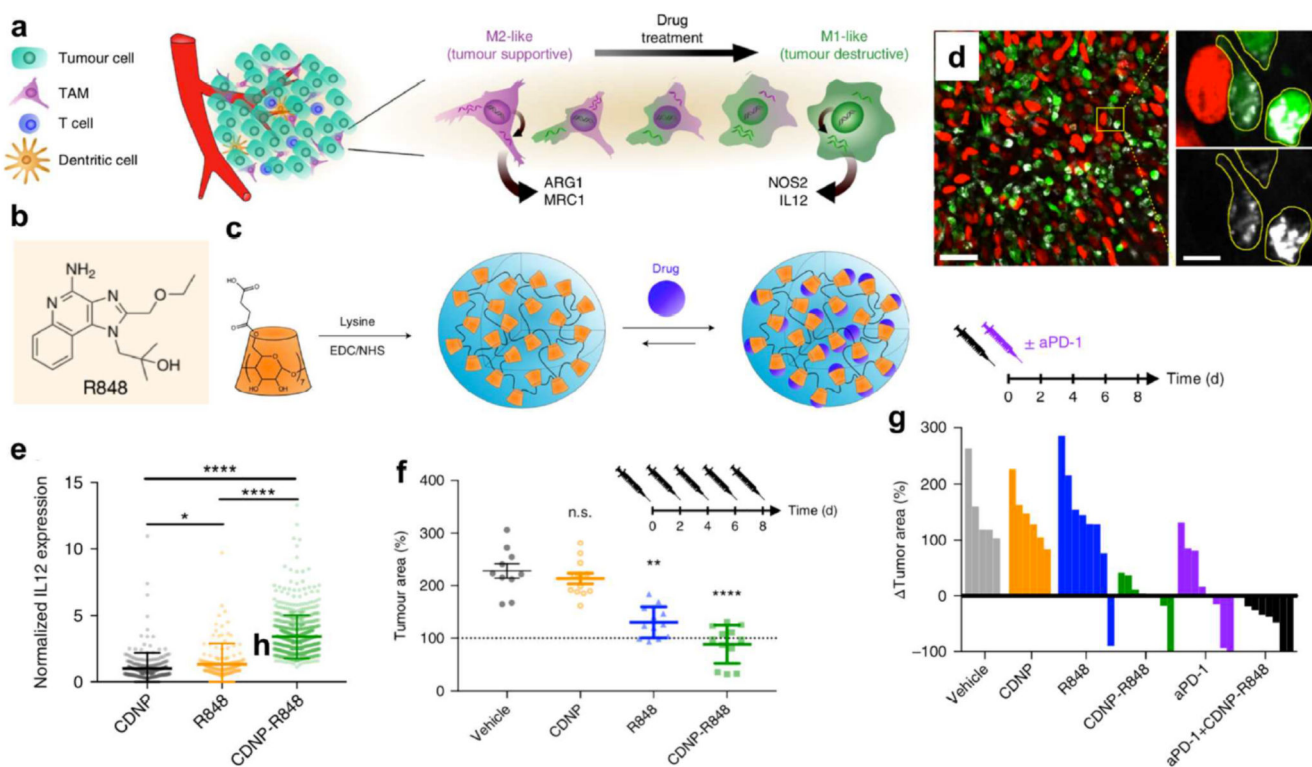 a
Tumour cell
TAM
T cell
Dentritic cell
M2-like
(tumour supportive)
Drug
treatment
M1-like
(tumour destructive)
ARG1
MRC1
NOS2
IL12
d
b
NH2
N
N
N
O
OH
R848
c
HO
O
O
O
O
O
OH
OH
7
Lysine
EDC/NHS
Drug
± aPD-1
0 2 4 6 8
Time (d)
e
Normalized IL12 expression
15
10
5
0
****
****
*
h
CDNP
R848
CDNP-R848
f
Tumour area (%)
400
300
200
100
0
n.s.
**
****
0 2 4 6 8
Time (d)
Vehicle
CDNP
R848
CDNP-R848
g
ΔTumor area (%)
300
200
100
0
−100
Vehicle
CDNP
R848
CDNP-R848
aPD-1
aPD-1+CDNP-R848